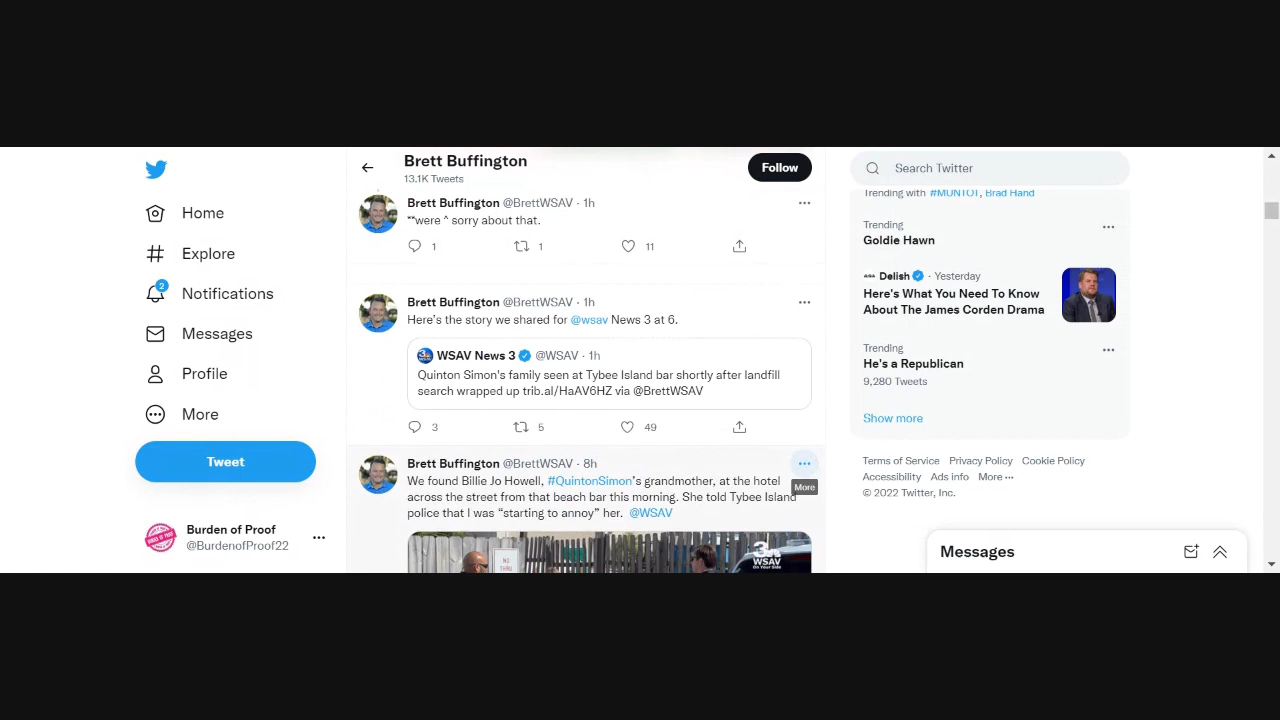 Home
Explore
2
Notifications
Messages
Profile
More
Tweet
Burden of Proof
@BurdenofProof22
Brett Buffington
13.1K Tweets
Follow
Brett Buffington @BrettWSAV · 1h
**were ^ sorry about that.
1 1 11
Brett Buffington @BrettWSAV · 1h
Here's the story we shared for @wsav News 3 at 6.
WSAV News 3 @WSAV · 1h
Quinton Simon's family seen at Tybee Island bar shortly after landfill
search wrapped up trib.al/HaAV6HZ via @BrettWSAV
3 5 49
Brett Buffington @BrettWSAV · 8h
We found Billie Jo Howell, #QuintonSimon's grandmother, at the hotel
across the street from that beach bar this morning. She told Tybee Island
police that I was “starting to annoy” her. @WSAV
More
NO
3
WSAV
On Your Side
Search Twitter
Trending with #MUNTOT, Brad Hand
Trending
Goldie Hawn
Delish · Yesterday
Here's What You Need To Know
About The James Corden Drama
Trending
He's a Republican
9,280 Tweets
Show more
Terms of Service Privacy Policy Cookie Policy
Accessibility Ads info More ···
© 2022 Twitter, Inc.
Messages